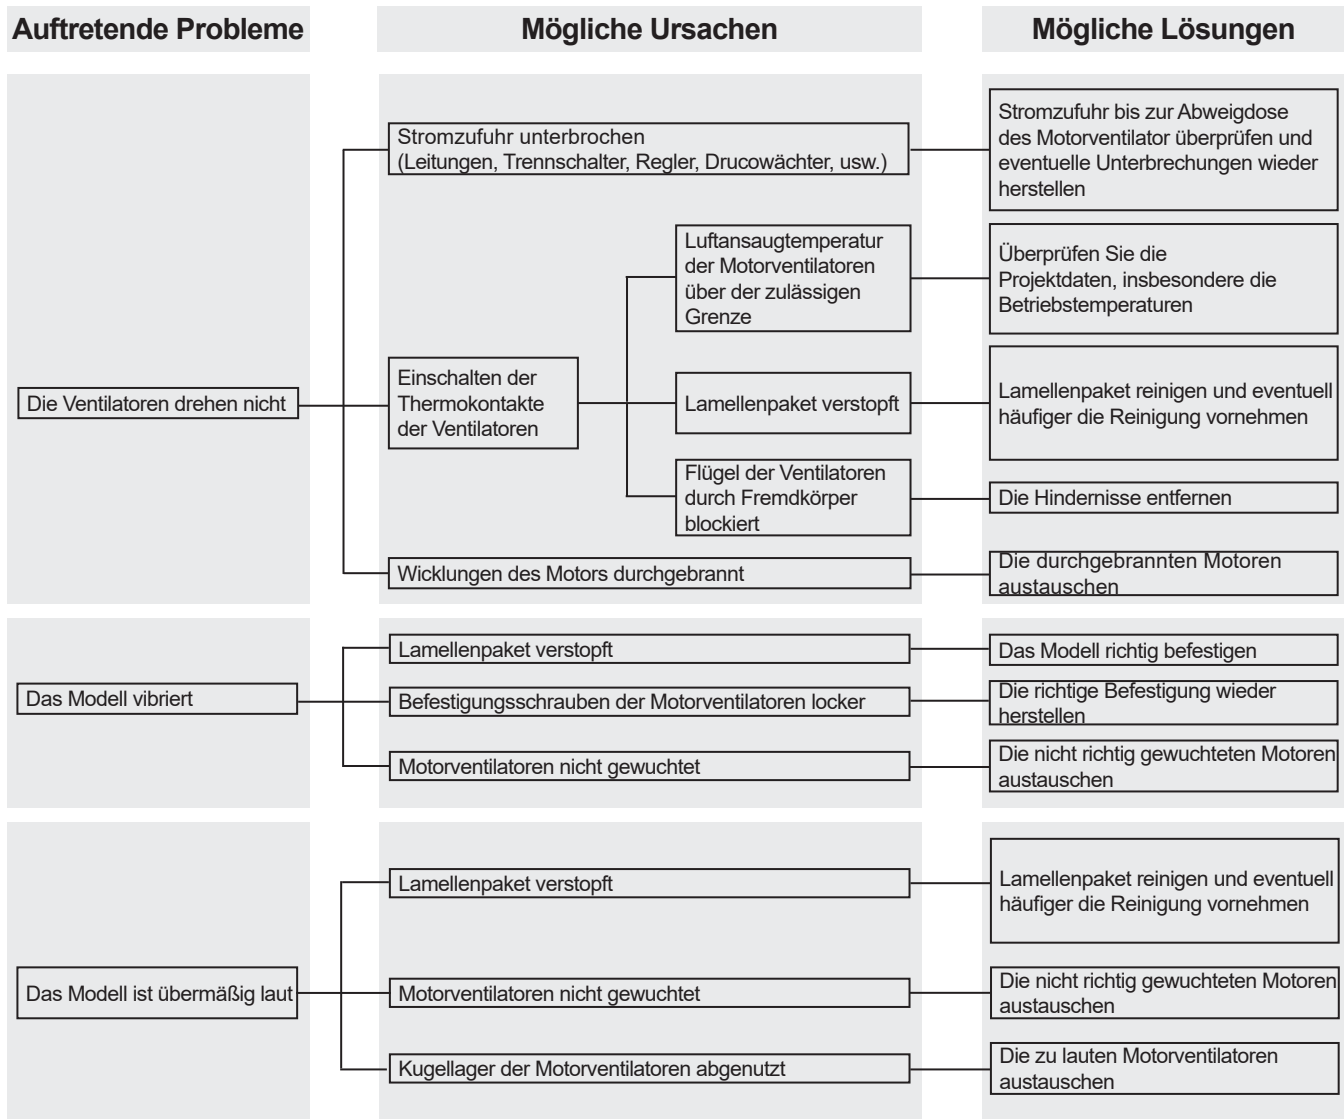 Auftretende Probleme
Mögliche Ursachen
Mögliche Lösungen
Die Ventilatoren drehen nicht
Stromzufuhr unterbrochen
(Leitungen, Trennschalter, Regler, Drucowächter, usw.)
Stromzufuhr bis zur Abweigdose
des Motorventilator überprüfen und
eventuelle Unterbrechungen wieder
herstellen
Einschalten der
Thermokontakte
der Ventilatoren
Luftansaugtemperatur
der Motorventilatoren
über der zulässigen
Grenze
Überprüfen Sie die
Projektdaten, insbesondere die
Betriebstemperaturen
Lamellenpaket verstopft
Lamellenpaket reinigen und eventuell
häufiger die Reinigung vornehmen
Flügel der Ventilatoren
durch Fremdkörper
blockiert
Die Hindernisse entfernen
Wicklungen des Motors durchgebrannt
Die durchgebrannten Motoren
austauschen
Das Modell vibriert
Lamellenpaket verstopft
Das Modell richtig befestigen
Befestigungsschrauben der Motorventilatoren locker
Die richtige Befestigung wieder
herstellen
Motorventilatoren nicht gewuchtet
Die nicht richtig gewuchteten Motoren
austauschen
Das Modell ist übermäßig laut
Lamellenpaket verstopft
Lamellenpaket reinigen und eventuell
häufiger die Reinigung vornehmen
Motorventilatoren nicht gewuchtet
Die nicht richtig gewuchteten Motoren
austauschen
Kugellager der Motorventilatoren abgenutzt
Die zu lauten Motorventilatoren
austauschen